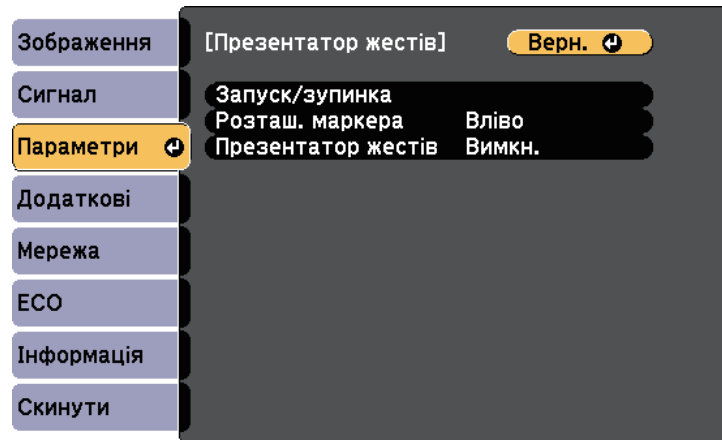 Зображення
Сигнал
Параметри
Додаткові
Мережа
ECO
Інформація
Скинути
[Презентатор жестів] Верн.
Запуск/зупинка
Розташ. маркера Вліво
Презентатор жестів Вимкн.